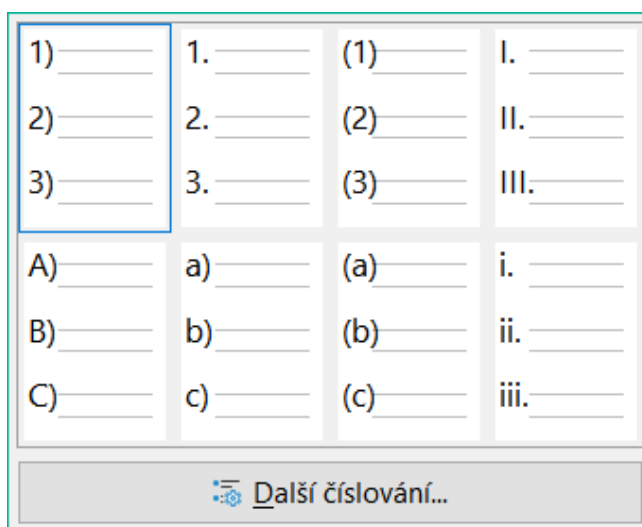 1) 1. (1) I.
2) 2. (2) II.
3) 3. (3) III.
A) a) (a) i.
B) b) (b) ii.
C) c) (c) iii.
Další číslování...